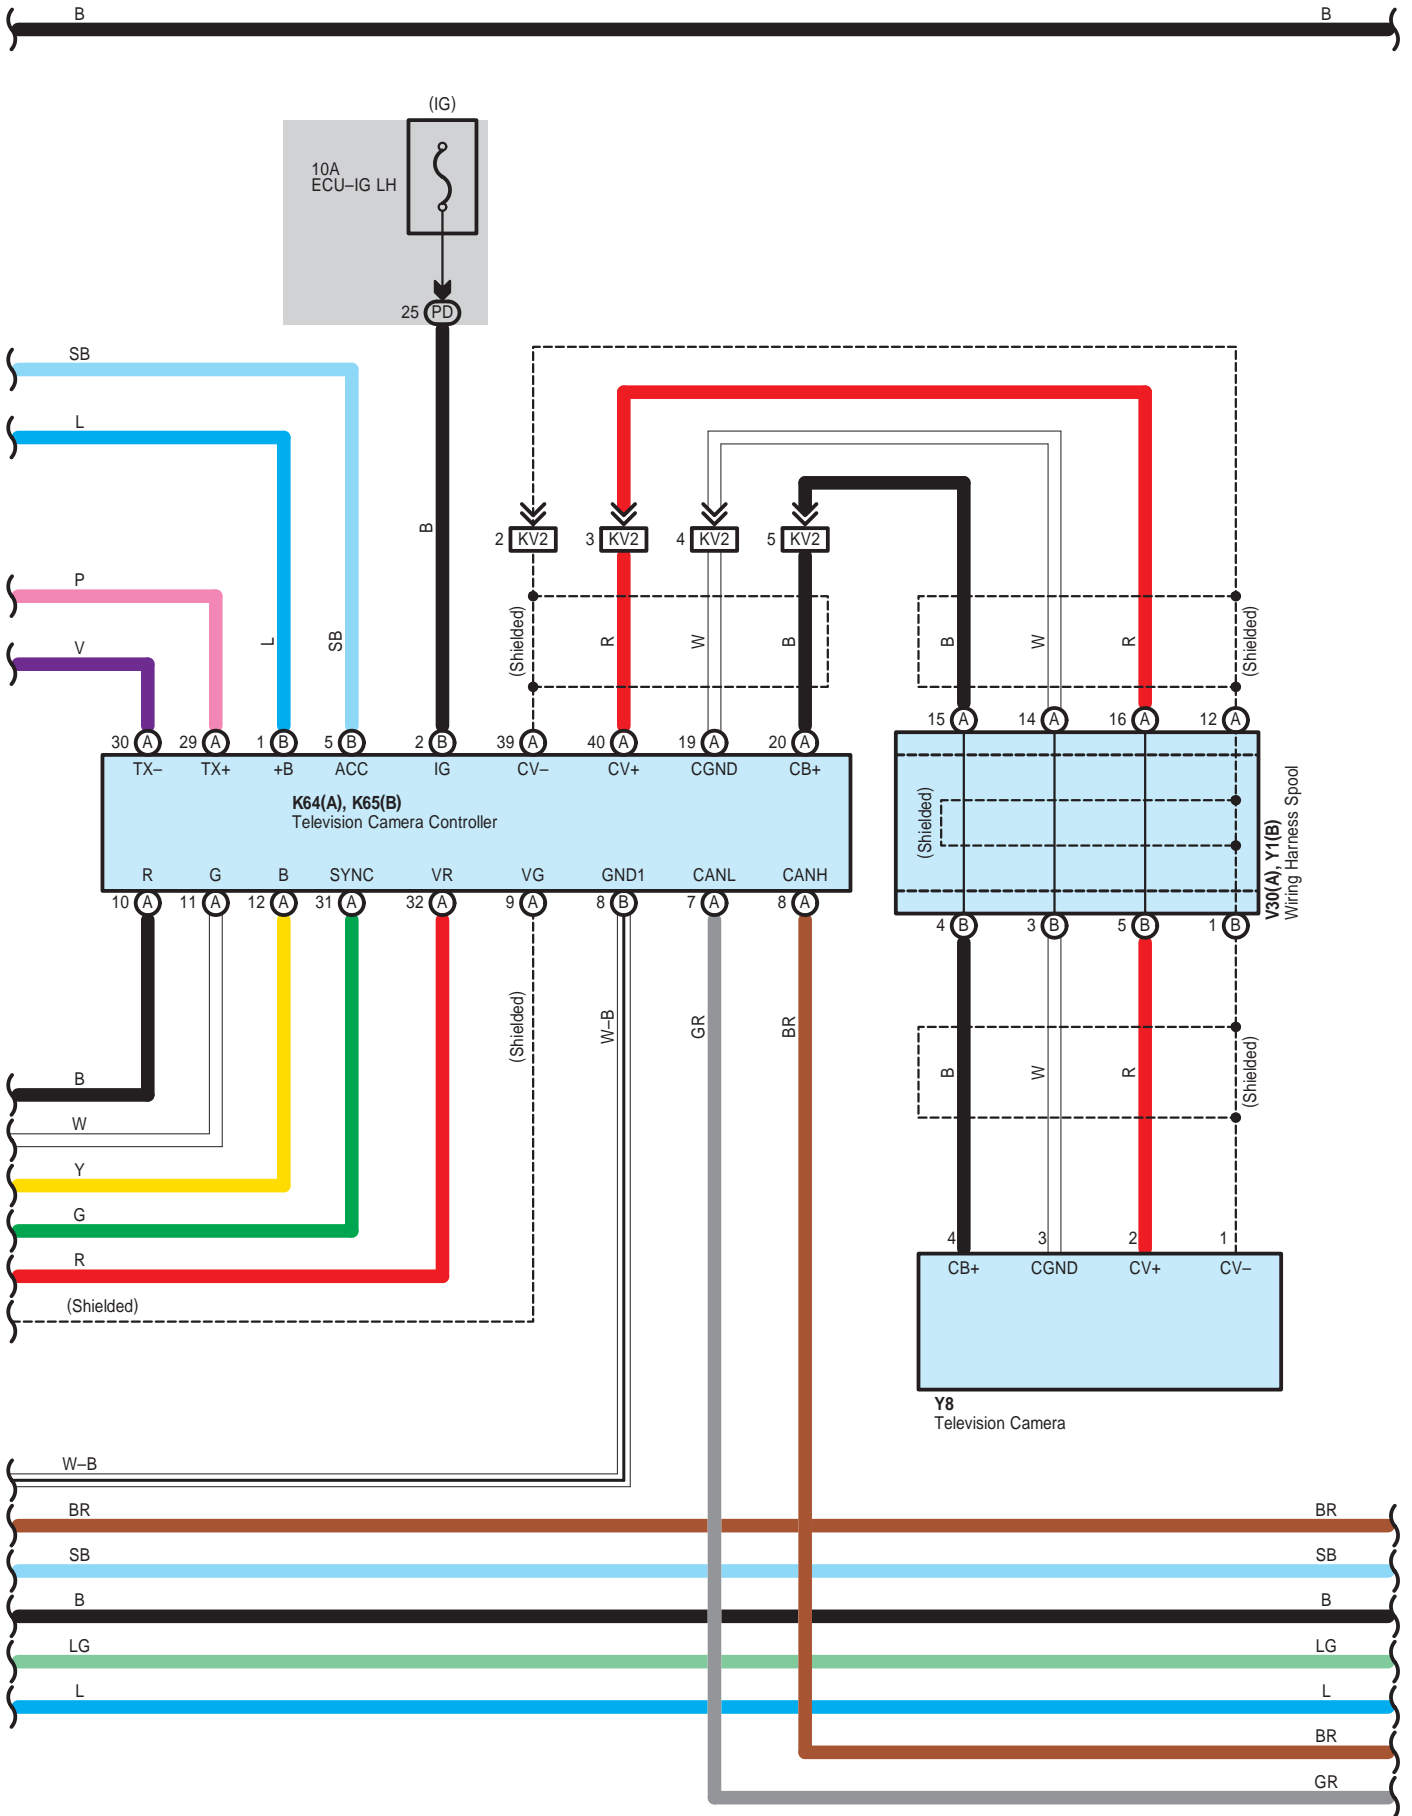 B B
(IG)
10A
ECU–IG LH
25 PD
SB
L
B
2 KV2 3 KV2 4 KV2 5 KV2
P
V
L
SB
(Shielded)
R
W
B
B
W
R
(Shielded)
15 A 14 A 16 A 12 A
30 A 29 A 1 B 5 B 2 B 39 A 40 A 19 A 20 A
TX– TX+ +B ACC IG CV– CV+ CGND CB+
K64(A), K65(B)
Television Camera Controller
(Shielded)
V30(A), Y1(B)
Wiring Harness Spool
R G B SYNC VR VG GND1 CANL CANH
10 A 11 A 12 A 31 A 32 A 9 A 8 B 7 A 8 A
4 B 3 B 5 B 1 B
(Shielded)
W–B
GR
BR
B
W
R
(Shielded)
B
W
Y
G
R
(Shielded)
4 3 2 1
CB+ CGND CV+ CV–
Y8
Television Camera
W–B
BR BR
SB SB
B B
LG LG
L L
BR
GR